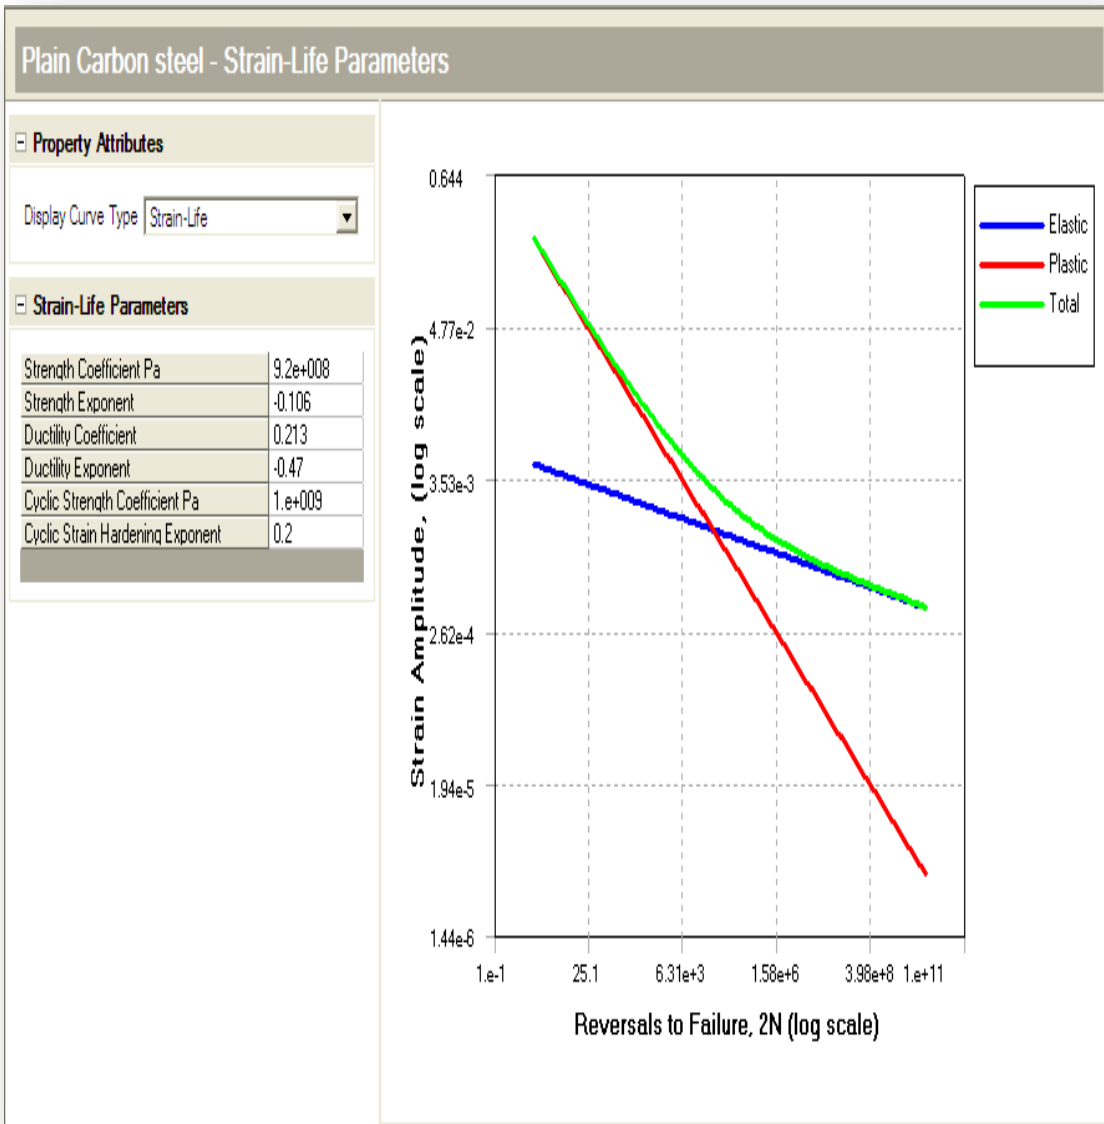 Plain Carbon steel - Strain-Life Parameters
Property Attributes
Display Curve Type Strain-Life
Strain-Life Parameters
Strength Coefficient Pa 9.2e+008
Strength Exponent -0.106
Ductility Coefficient 0.213
Ductility Exponent -0.47
Cyclic Strength Coefficient Pa 1.e+009
Cyclic Strain Hardening Exponent 0.2
Strain Amplitude, (log scale)
0.644
4.77e-2
3.53e-3
2.62e-4
1.94e-5
1.44e-6
1.e-1 25.1 6.31e+3 1.58e+6 3.98e+8 1.e+11
Reversals to Failure, 2N (log scale)
Elastic
Plastic
Total